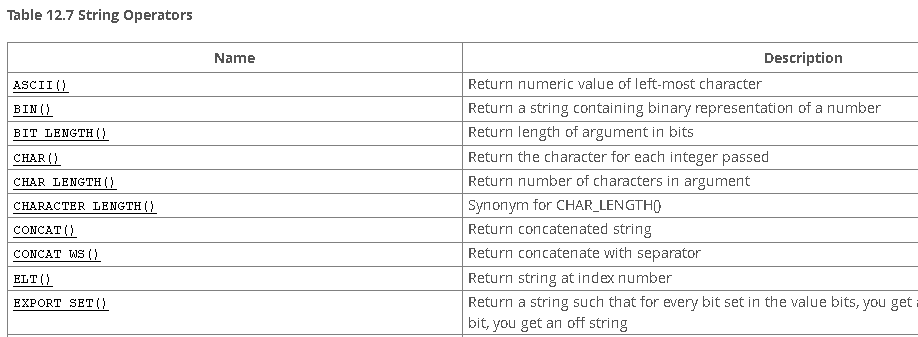 Table 12.7 String Operators
Name Description
ASCII() Return numeric value of left-most character
BIN() Return a string containing binary representation of a number
BIT_LENGTH() Return length of argument in bits
CHAR() Return the character for each integer passed
CHAR_LENGTH() Return number of characters in argument
CHARACTER_LENGTH() Synonym for CHAR_LENGTH()
CONCAT() Return concatenated string
CONCAT_WS() Return concatenate with separator
ELT() Return string at index number
EXPORT_SET() Return a string such that for every bit set in the value bits, you get
bit, you get an off string